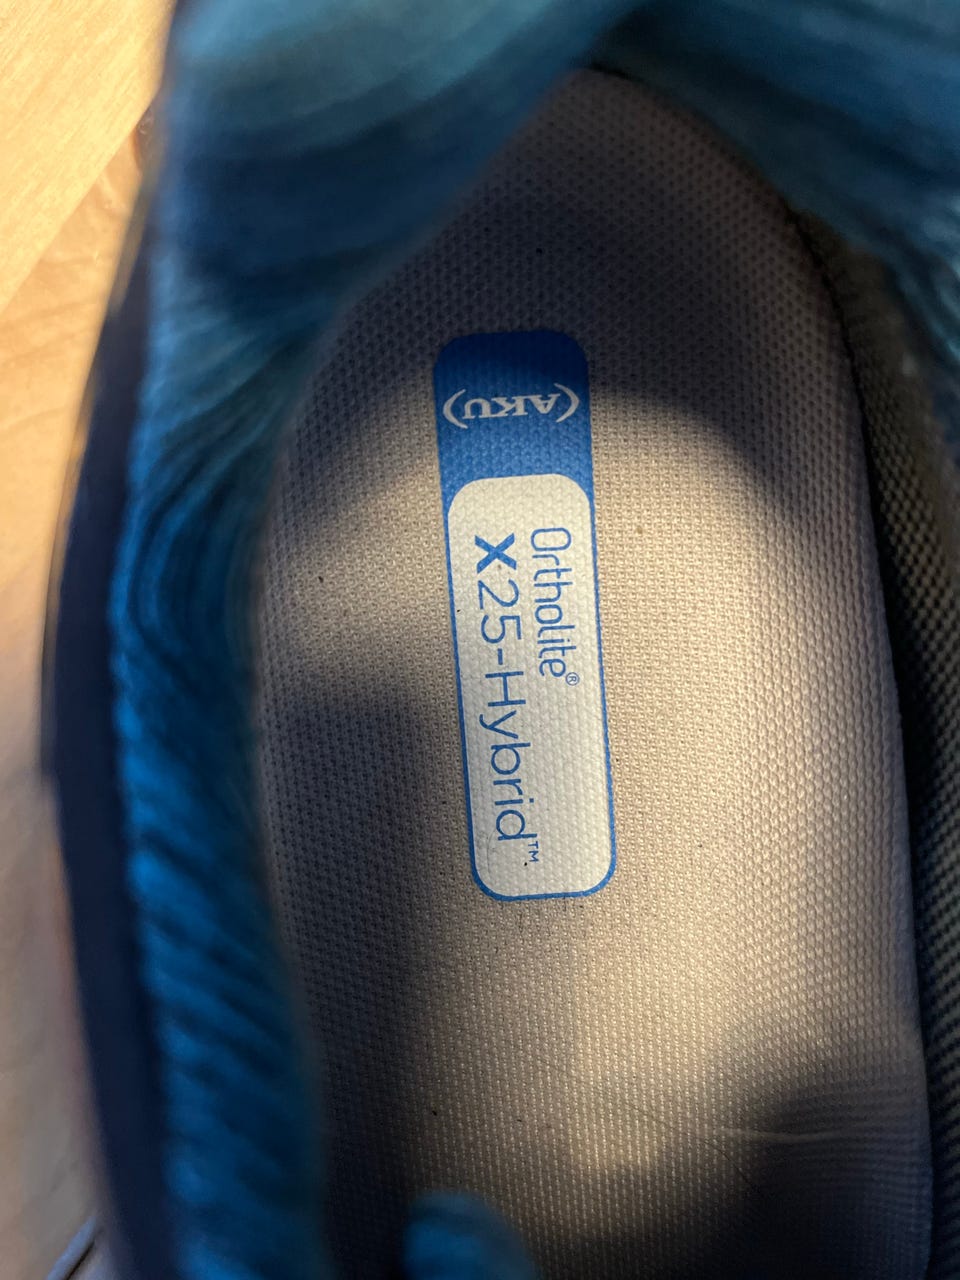 (AKU)
Ortholite®
X25-Hybrid™